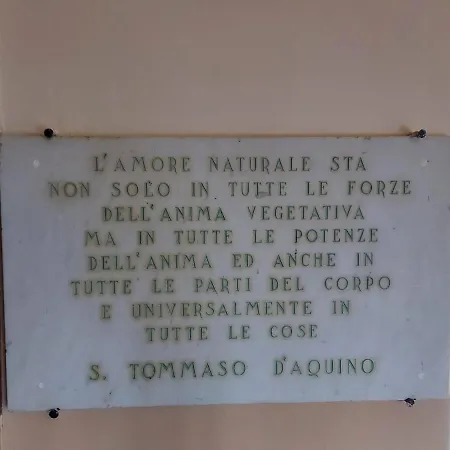 L'AMORE NATURALE STA
NON SOLO IN TUTTE LE FORZE
DELL'ANIMA VEGETATIVA
MA IN TUTTE LE POTENZE
DELL'ANIMA ED ANCHE IN
TUTTE LE PARTI DEL CORPO
E UNIVERSALMENTE IN
TUTTE LE COSE
S. TOMMASO D'AQUINO